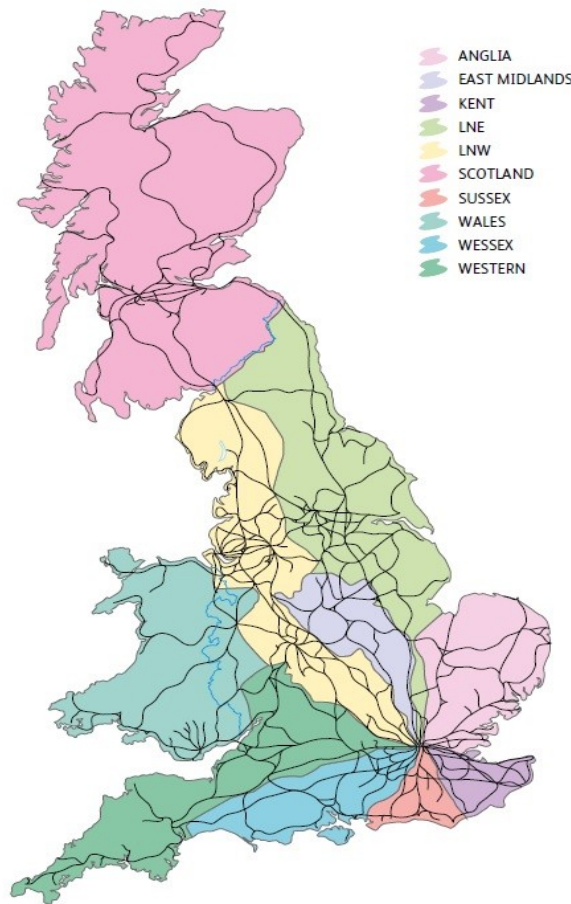 ANGLIA
EAST MIDLANDS
KENT
LNE
LNW
SCOTLAND
SUSSEX
WALES
WESSEX
WESTERN